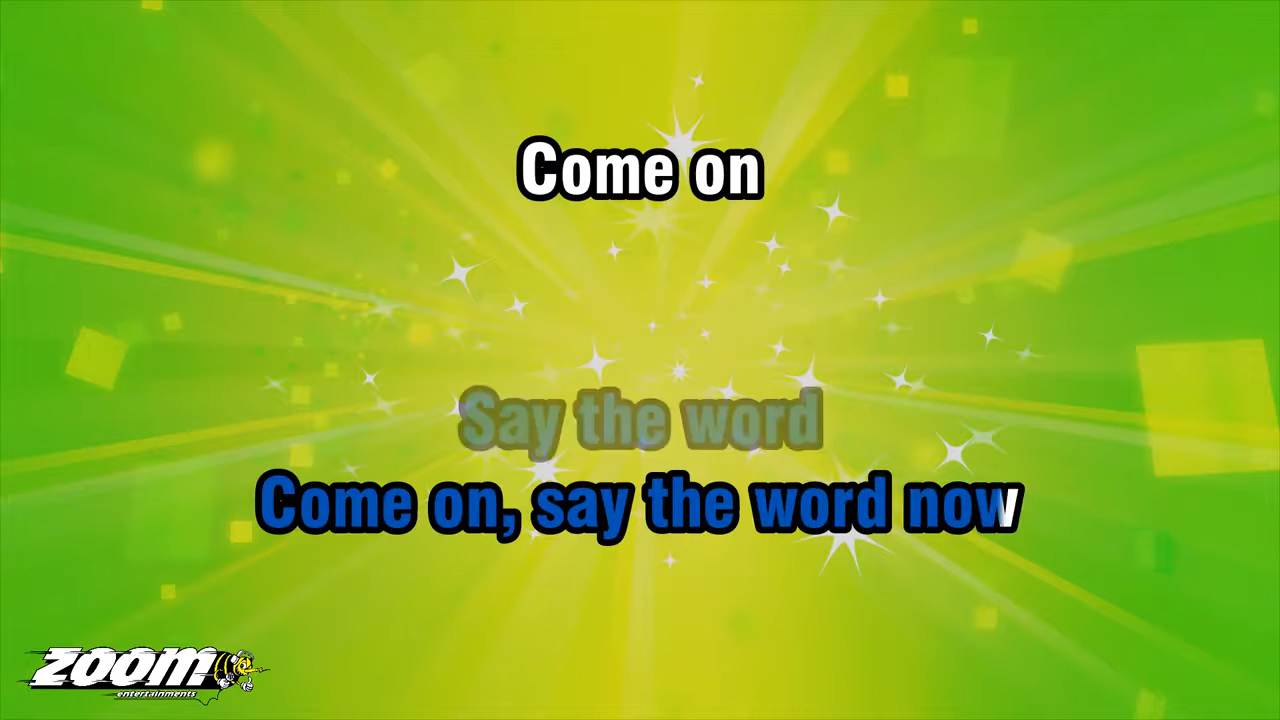 Come on
Say the word
Come on, say the word now
ZOOM
entertainments